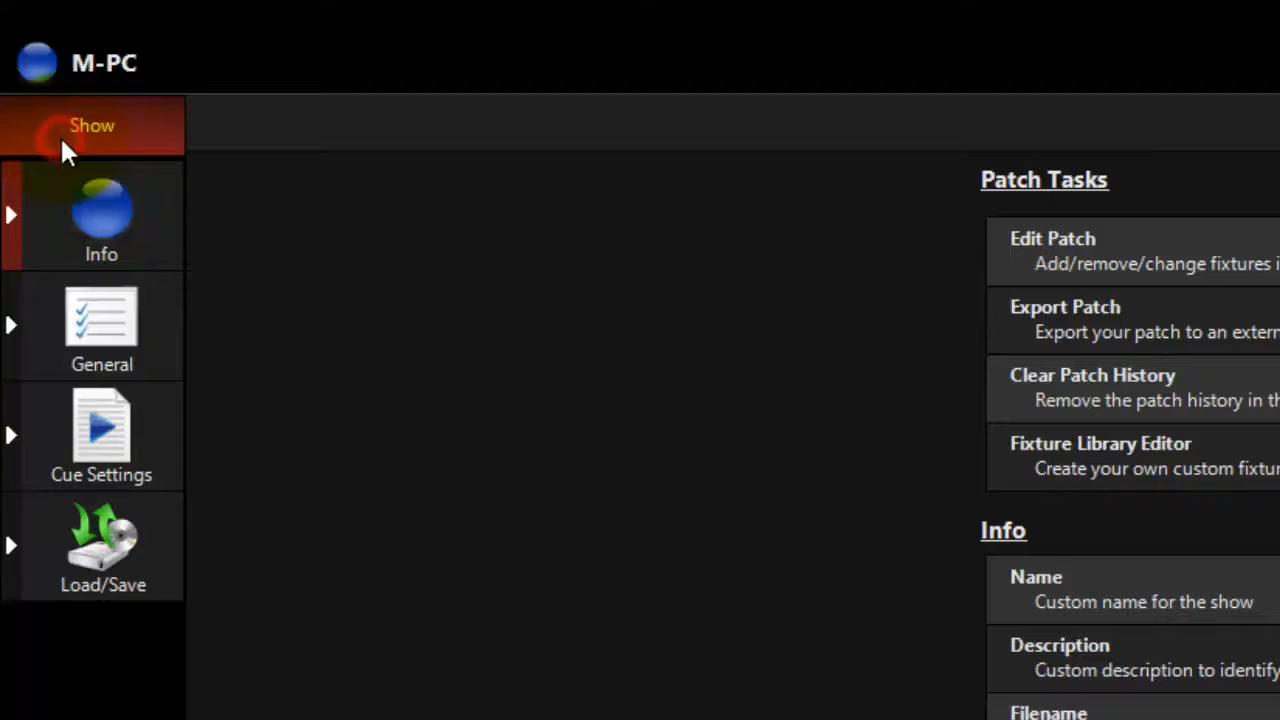 M-PC
Show
Info
General
Cue Settings
Load/Save
Patch Tasks
Edit Patch
Add/remove/change fixtures i
Export Patch
Export your patch to an extern
Clear Patch History
Remove the patch history in th
Fixture Library Editor
Create your own custom fixtu
Info
Name
Custom name for the show
Description
Custom description to identify
Filename